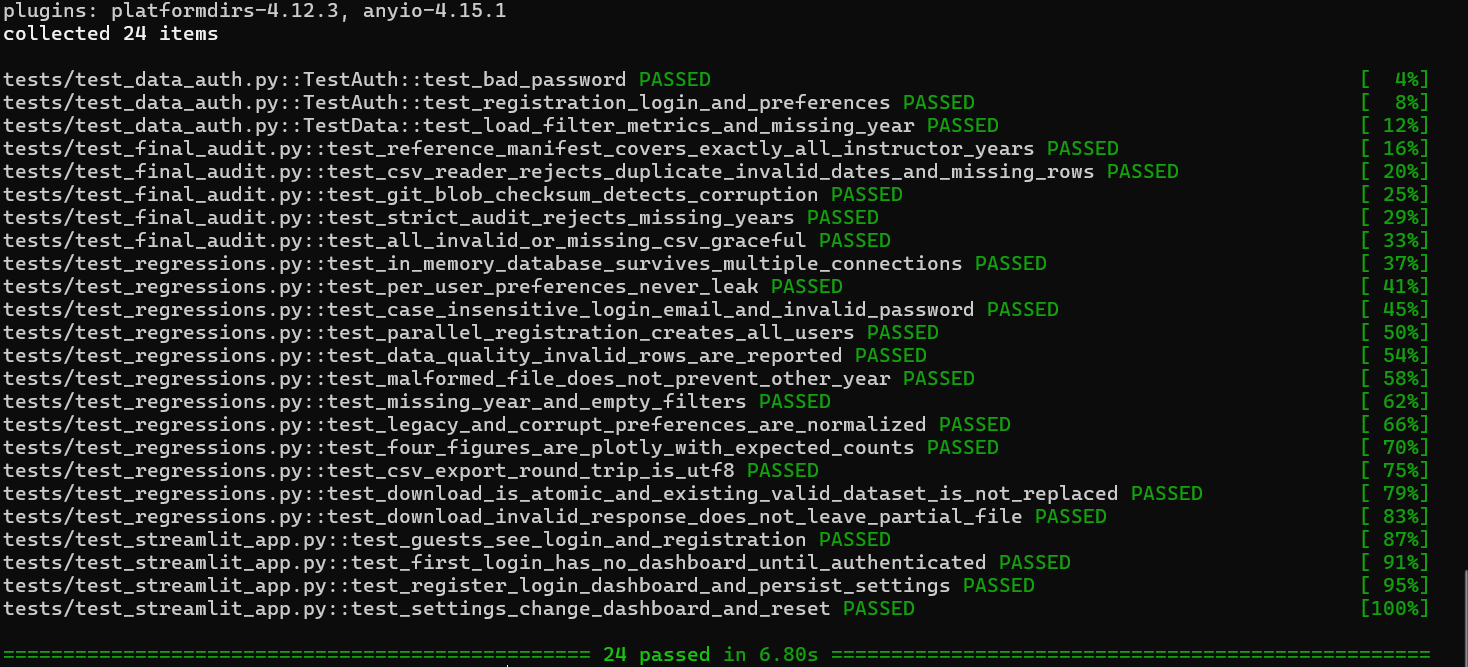 plugins: platformdirs-4.12.3, anyio-4.15.1
collected 24 items
tests/test_data_auth.py::TestAuth::test_bad_password PASSED [  4%]
tests/test_data_auth.py::TestAuth::test_registration_login_and_preferences PASSED [  8%]
tests/test_data_auth.py::TestData::test_load_filter_metrics_and_missing_year PASSED [ 12%]
tests/test_final_audit.py::test_reference_manifest_covers_exactly_all_instructor_years PASSED [ 16%]
tests/test_final_audit.py::test_csv_reader_rejects_duplicate_invalid_dates_and_missing_rows PASSED [ 20%]
tests/test_final_audit.py::test_git_blob_checksum_detects_corruption PASSED [ 25%]
tests/test_final_audit.py::test_strict_audit_rejects_missing_years PASSED [ 29%]
tests/test_final_audit.py::test_all_invalid_or_missing_csv_graceful PASSED [ 33%]
tests/test_regressions.py::test_in_memory_database_survives_multiple_connections PASSED [ 37%]
tests/test_regressions.py::test_per_user_preferences_never_leak PASSED [ 41%]
tests/test_regressions.py::test_case_insensitive_login_email_and_invalid_password PASSED [ 45%]
tests/test_regressions.py::test_parallel_registration_creates_all_users PASSED [ 50%]
tests/test_regressions.py::test_data_quality_invalid_rows_are_reported PASSED [ 54%]
tests/test_regressions.py::test_malformed_file_does_not_prevent_other_year PASSED [ 58%]
tests/test_regressions.py::test_missing_year_and_empty_filters PASSED [ 62%]
tests/test_regressions.py::test_legacy_and_corrupt_preferences_are_normalized PASSED [ 66%]
tests/test_regressions.py::test_four_figures_are_plotly_with_expected_counts PASSED [ 70%]
tests/test_regressions.py::test_csv_export_round_trip_is_utf8 PASSED [ 75%]
tests/test_regressions.py::test_download_is_atomic_and_existing_valid_dataset_is_not_replaced PASSED [ 79%]
tests/test_regressions.py::test_download_invalid_response_does_not_leave_partial_file PASSED [ 83%]
tests/test_streamlit_app.py::test_guests_see_login_and_registration PASSED [ 87%]
tests/test_streamlit_app.py::test_first_login_has_no_dashboard_until_authenticated PASSED [ 91%]
tests/test_streamlit_app.py::test_register_login_dashboard_and_persist_settings PASSED [ 95%]
tests/test_streamlit_app.py::test_settings_change_dashboard_and_reset PASSED [100%]
================================================= 24 passed in 6.80s ==================================================